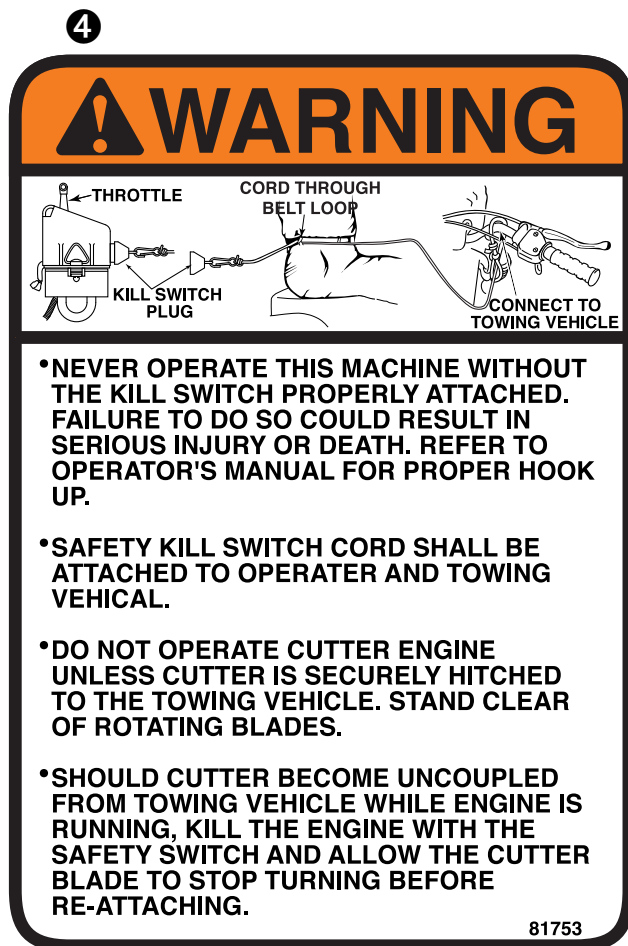 4
WARNING
THROTTLE
CORD THROUGH
BELT LOOP
KILL SWITCH
PLUG
CONNECT TO
TOWING VEHICLE
•NEVER OPERATE THIS MACHINE WITHOUT
THE KILL SWITCH PROPERLY ATTACHED.
FAILURE TO DO SO COULD RESULT IN
SERIOUS INJURY OR DEATH. REFER TO
OPERATOR'S MANUAL FOR PROPER HOOK
UP.
•SAFETY KILL SWITCH CORD SHALL BE
ATTACHED TO OPERATER AND TOWING
VEHICAL.
•DO NOT OPERATE CUTTER ENGINE
UNLESS CUTTER IS SECURELY HITCHED
TO THE TOWING VEHICLE. STAND CLEAR
OF ROTATING BLADES.
•SHOULD CUTTER BECOME UNCOUPLED
FROM TOWING VEHICLE WHILE ENGINE IS
RUNNING, KILL THE ENGINE WITH THE
SAFETY SWITCH AND ALLOW THE CUTTER
BLADE TO STOP TURNING BEFORE
RE-ATTACHING.
81753